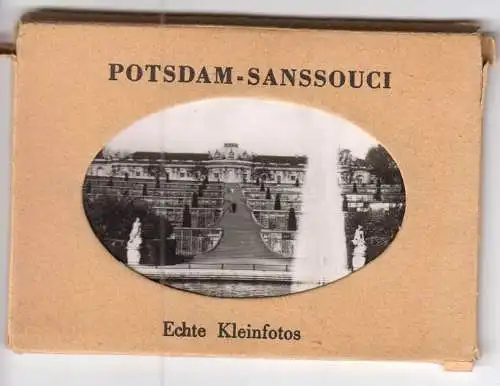 POTSDAM-SANSSOUCI
Echte Kleinfotos